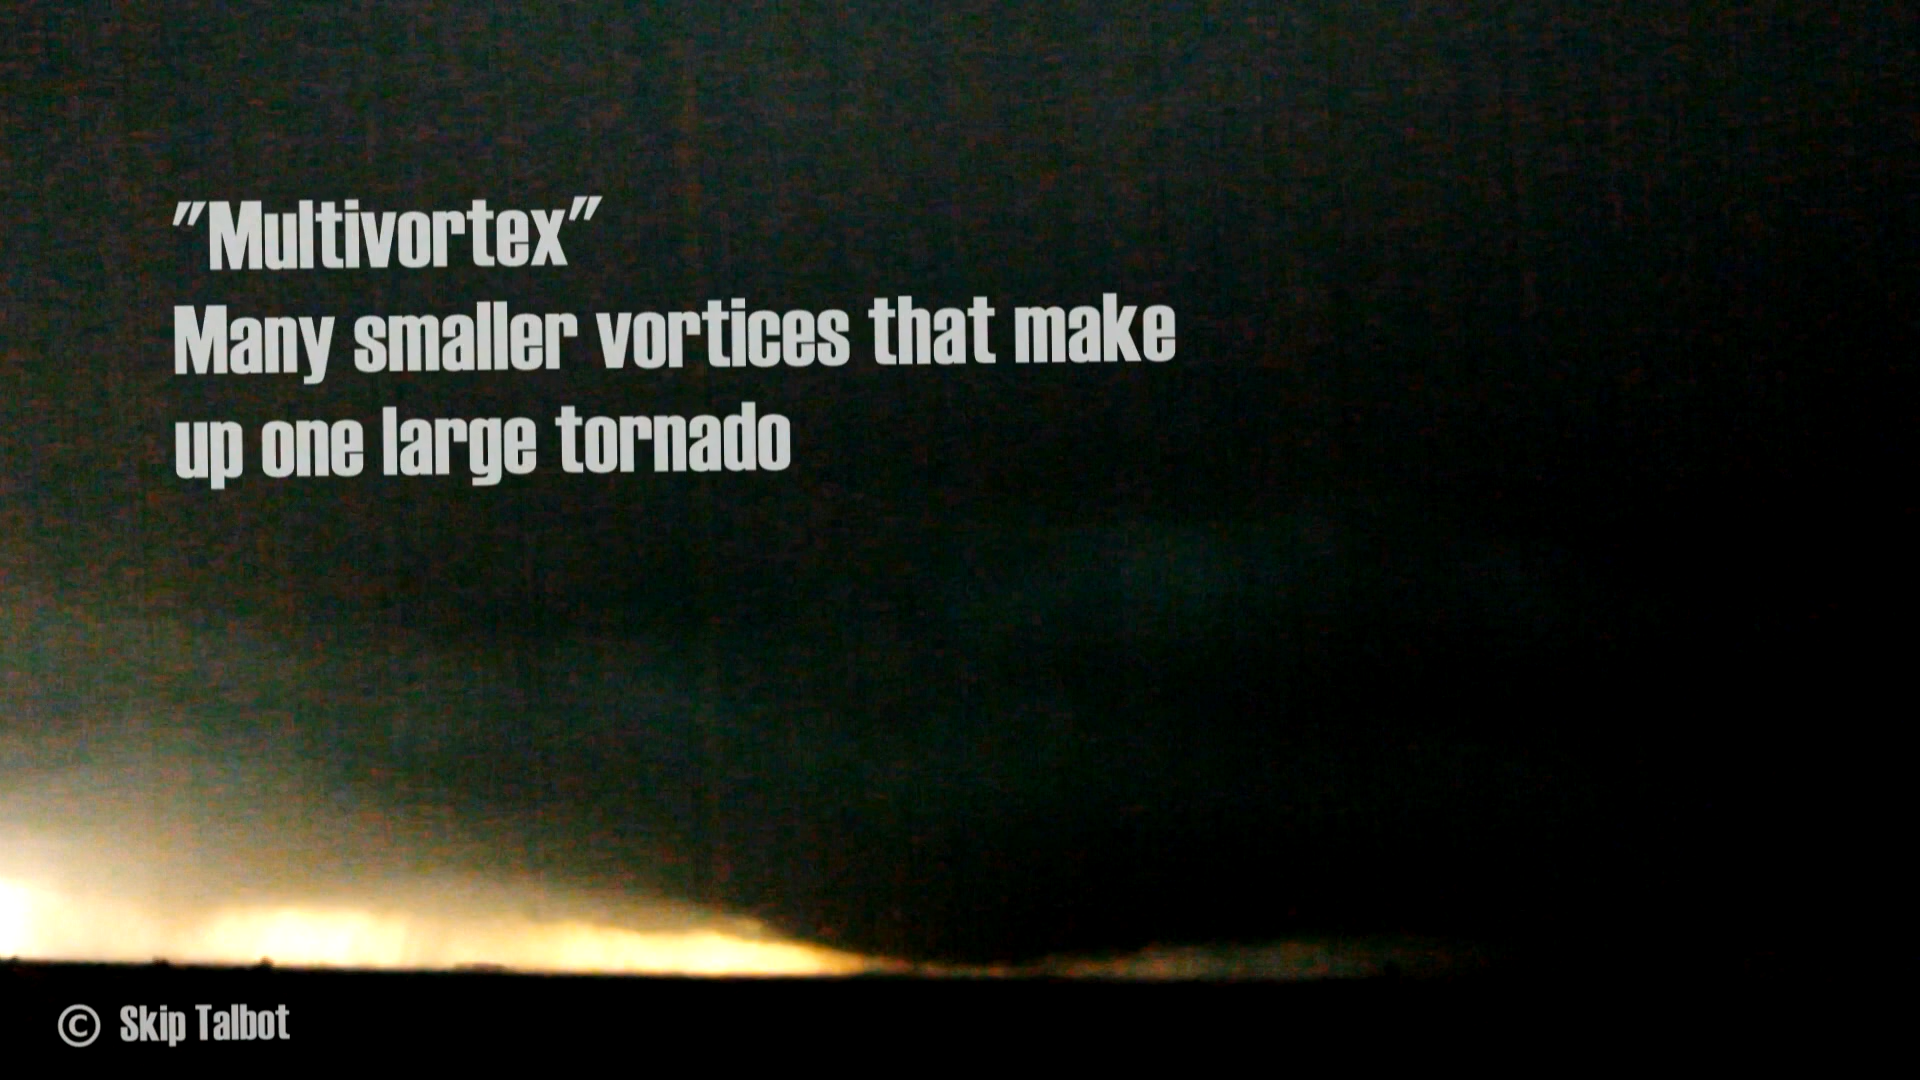 "Multivortex"
Many smaller vortices that make
up one large tornado
© Skip Talbot